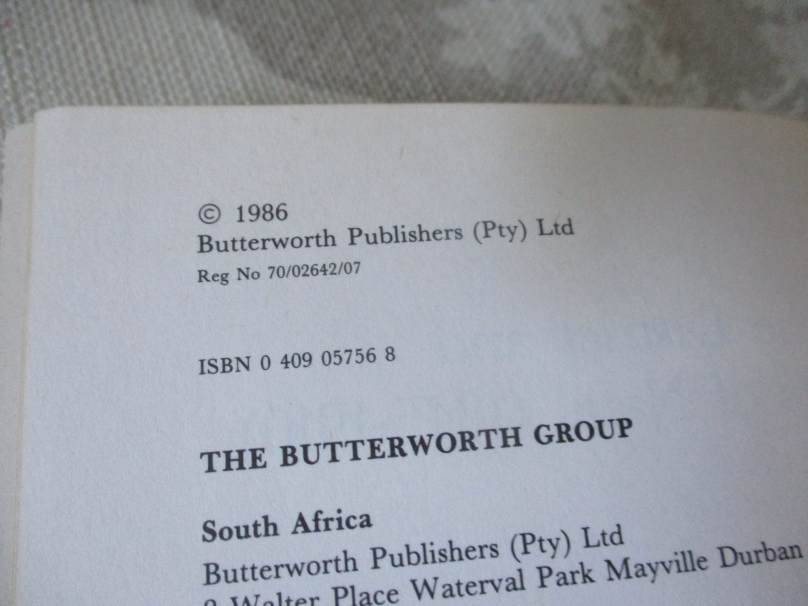 © 1986
Butterworth Publishers (Pty) Ltd
Reg No 70/02642/07
ISBN 0 409 05756 8
THE BUTTERWORTH GROUP
South Africa
Butterworth Publishers (Pty) Ltd
Walter Place Waterval Park Mayville Durban